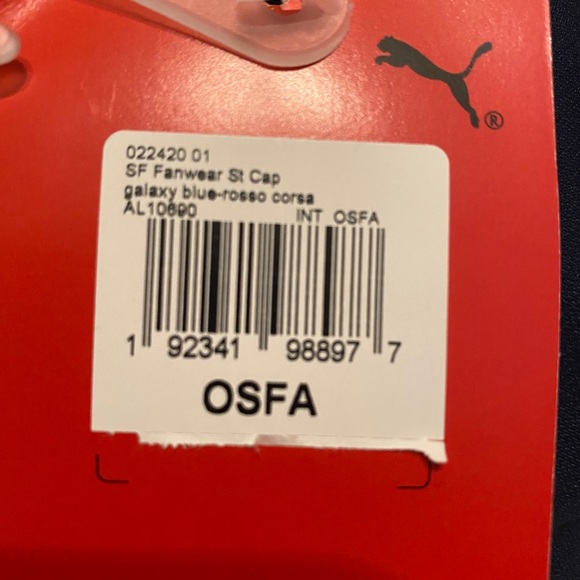 ®
022420 01
SF Fanwear St Cap
galaxy blue-rosso corsa
AL10690 INT OSFA
1 92341 98897 7
OSFA